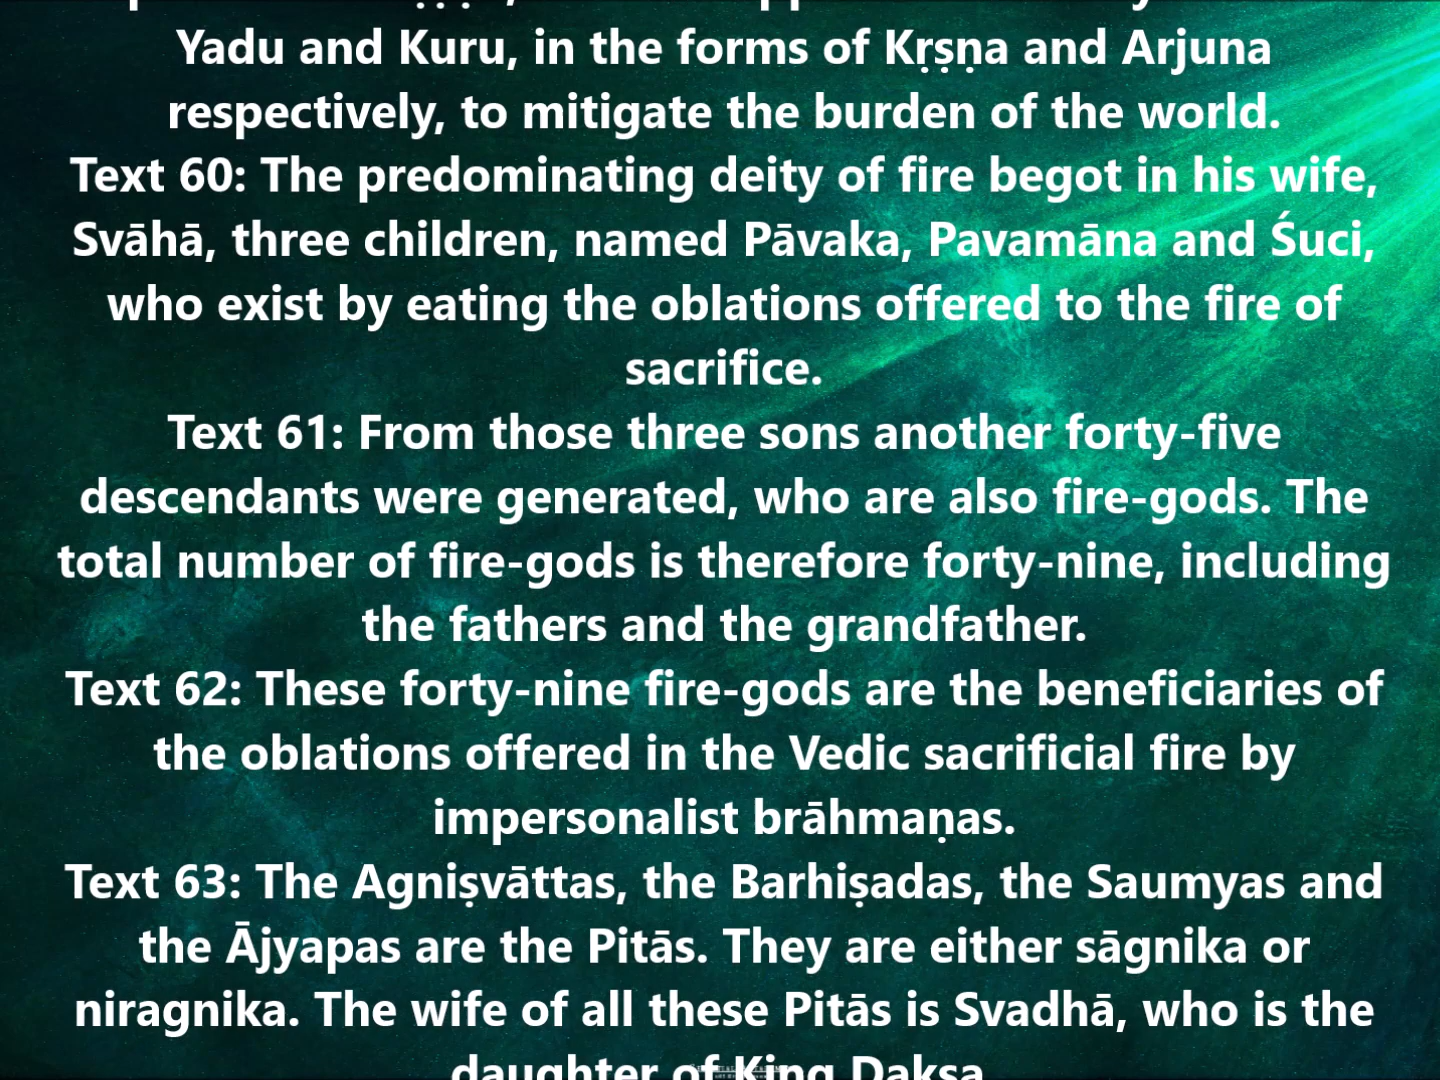 Yadu and Kuru, in the forms of Kṛṣṇa and Arjuna
respectively, to mitigate the burden of the world.
Text 60: The predominating deity of fire begot in his wife,
Svāhā, three children, named Pāvaka, Pavamāna and Śuci,
who exist by eating the oblations offered to the fire of
sacrifice.
Text 61: From those three sons another forty-five
descendants were generated, who are also fire-gods. The
total number of fire-gods is therefore forty-nine, including
the fathers and the grandfather.
Text 62: These forty-nine fire-gods are the beneficiaries of
the oblations offered in the Vedic sacrificial fire by
impersonalist brāhmaṇas.
Text 63: The Agniṣvāttas, the Barhiṣadas, the Saumyas and
the Ājyapas are the Pitās. They are either sāgnika or
niragnika. The wife of all these Pitās is Svadhā, who is the
daughter of King